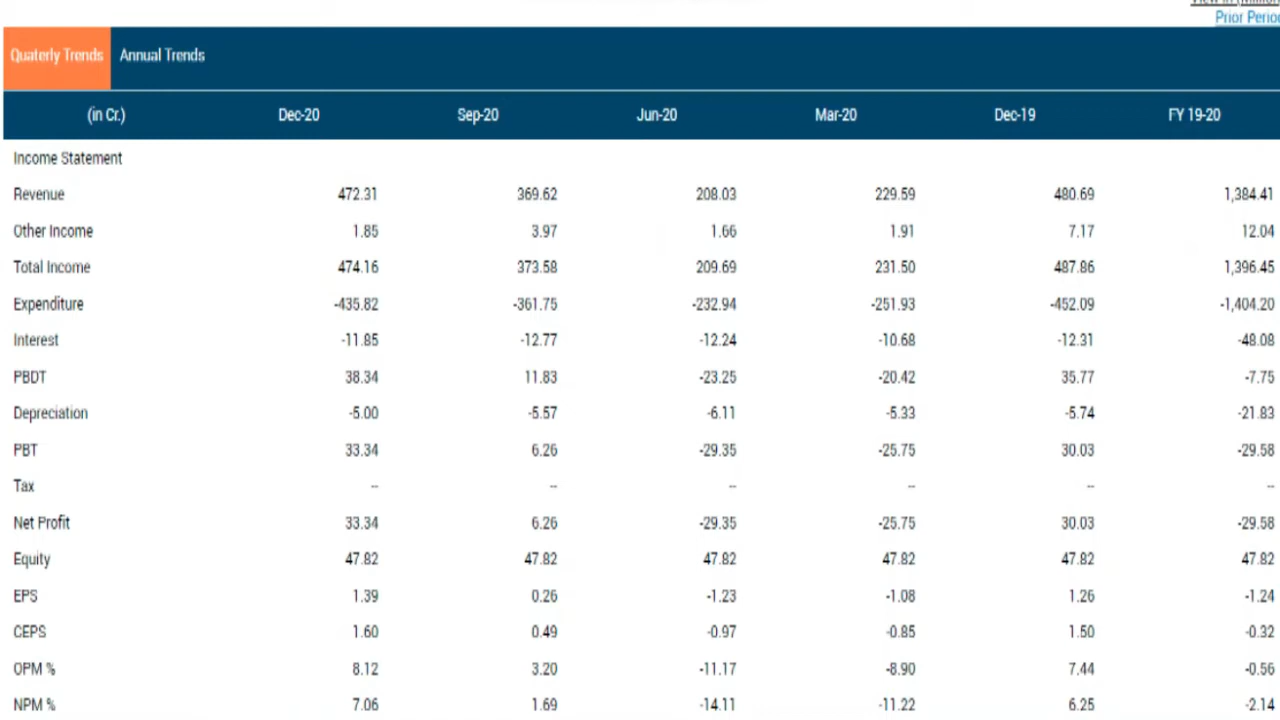 View in (Million
Prior Perio
Quaterly Trends Annual Trends
(in Cr.) Dec-20 Sep-20 Jun-20 Mar-20 Dec-19 FY 19-20
Income Statement
Revenue 472.31 369.62 208.03 229.59 480.69 1,384.41
Other Income 1.85 3.97 1.66 1.91 7.17 12.04
Total Income 474.16 373.58 209.69 231.50 487.86 1,396.45
Expenditure -435.82 -361.75 -232.94 -251.93 -452.09 -1,404.20
Interest -11.85 -12.77 -12.24 -10.68 -12.31 -48.08
PBDT 38.34 11.83 -23.25 -20.42 35.77 -7.75
Depreciation -5.00 -5.57 -6.11 -5.33 -5.74 -21.83
PBT 33.34 6.26 -29.35 -25.75 30.03 -29.58
Tax -- -- -- -- -- --
Net Profit 33.34 6.26 -29.35 -25.75 30.03 -29.58
Equity 47.82 47.82 47.82 47.82 47.82 47.82
EPS 1.39 0.26 -1.23 -1.08 1.26 -1.24
CEPS 1.60 0.49 -0.97 -0.85 1.50 -0.32
OPM % 8.12 3.20 -11.17 -8.90 7.44 -0.56
NPM % 7.06 1.69 -14.11 -11.22 6.25 -2.14